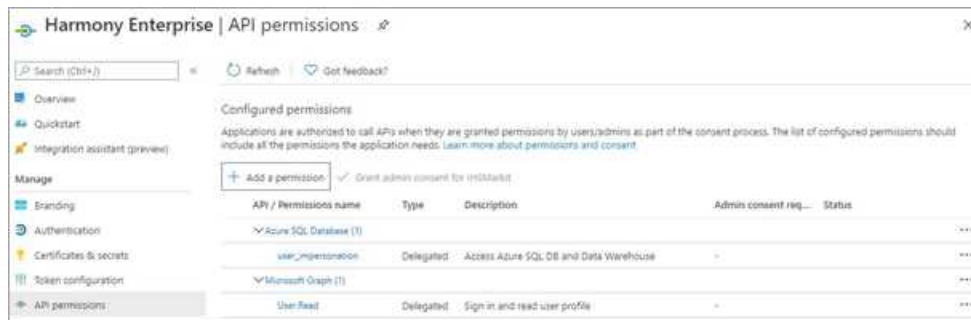 Harmony Enterprise | API permissions
Search (Ctrl+/)
«
Refresh
Got feedback?
Overview
Quickstart
Integration assistant (preview)
Manage
Branding
Authentication
Certificates & secrets
Token configuration
API permissions
Configured permissions
Applications are authorized to call APIs when they are granted permissions by users/admins as part of the consent process. The list of configured permissions should
include all the permissions the application needs. Learn more about permissions and consent
+ Add a permission
Grant admin consent for IHSMarkit
API / Permissions name Type Description Admin consent req... Status
Azure SQL Database (1) ...
user_impersonation Delegated Access Azure SQL DB and Data Warehouse - ...
Microsoft Graph (1) ...
User.Read Delegated Sign in and read user profile - ...